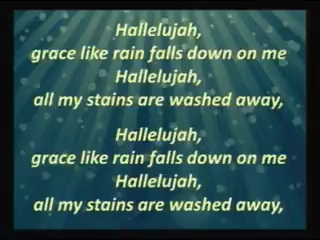 Hallelujah,
grace like rain falls down on me
Hallelujah,
all my stains are washed away,
Hallelujah,
grace like rain falls down on me
Hallelujah,
all my stains are washed away,